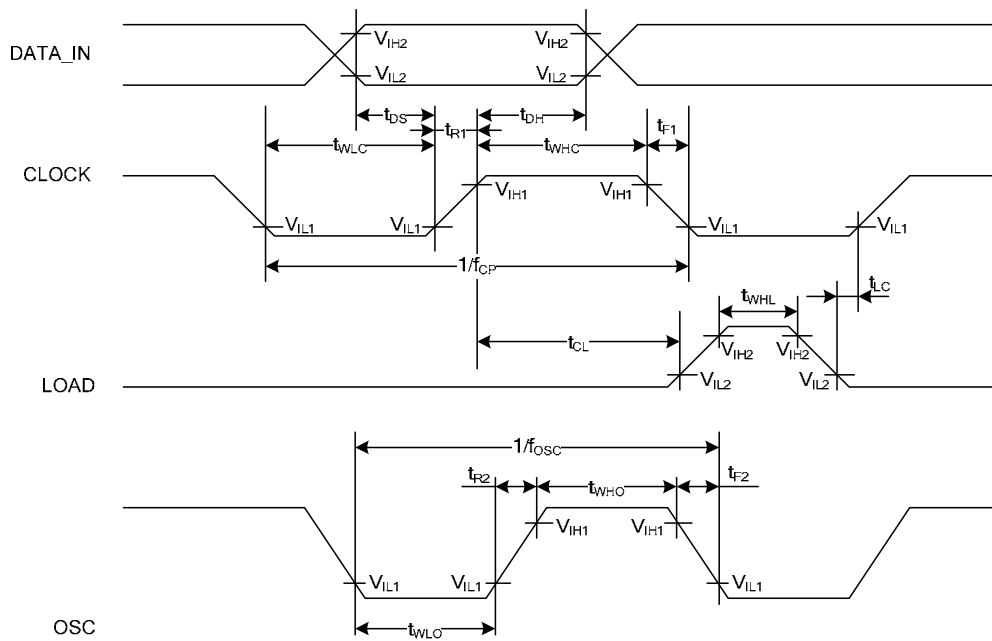 DATA_IN
VIH2
VIH2
VIL2
VIL2
tDS
tR1
tDH
tF1
tWLC
tWHC
CLOCK
VIH1
VIH1
VIL1
VIL1
VIL1
VIL1
1/fCP
tLC
tWHL
tCL
VIH2
VIH2
LOAD
VIL2
VIL2
1/fOSC
tR2
tWHO
tF2
VIH1
VIH1
VIL1
VIL1
VIL1
OSC
tWLO